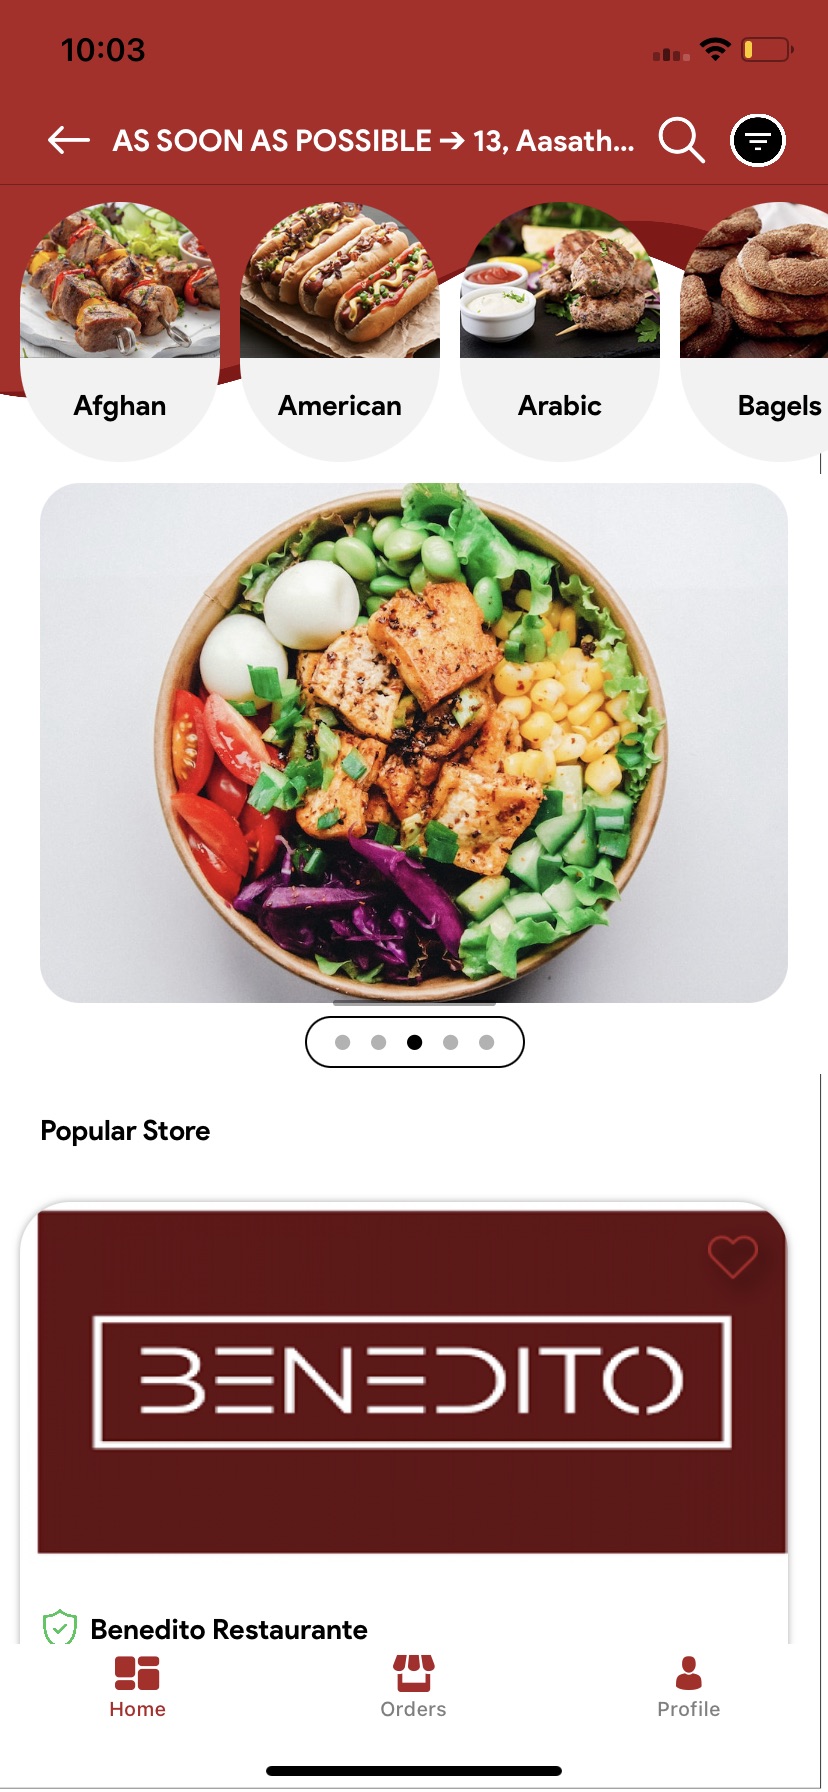 10:03
AS SOON AS POSSIBLE → 13, Aasath...
Afghan
American
Arabic
Bagels
Popular Store
BENEDITO
Benedito Restaurante
Home
Orders
Profile